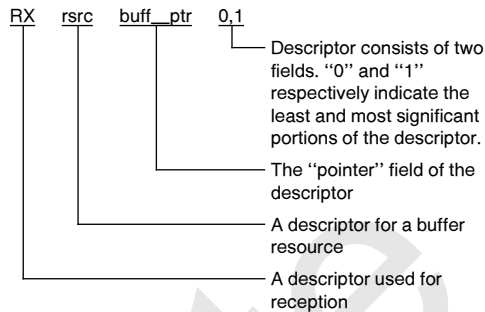 RX rsrc buff__ptr 0,1
Descriptor consists of two
fields. ‘‘0’’ and ‘‘1’’
respectively indicate the
least and most significant
portions of the descriptor.
The ‘‘pointer’’ field of the
descriptor
A descriptor for a buffer
resource
A descriptor used for
reception